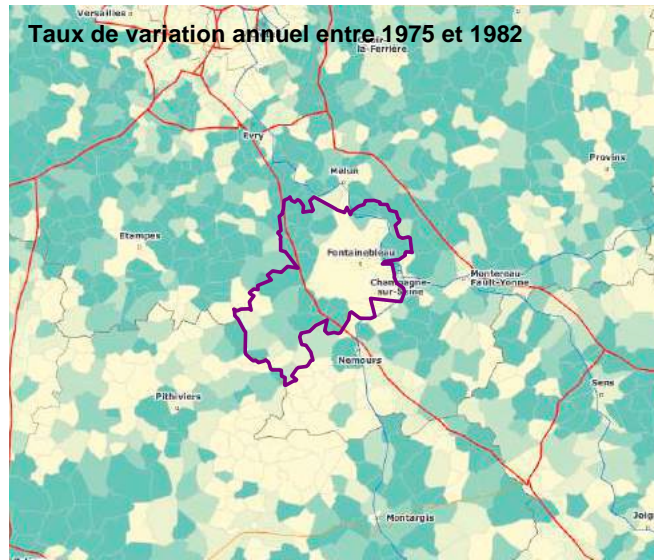 Versailles
Taux de variation annuel entre 1975 et 1982
la-Ferrière
Evry
Melun
Provins
Etampes
Fontainebleau
Champagne-
sur-Seine
Montereau-
Fault-Yonne
Nemours
Sens
Pithiviers
Montargis
Joig